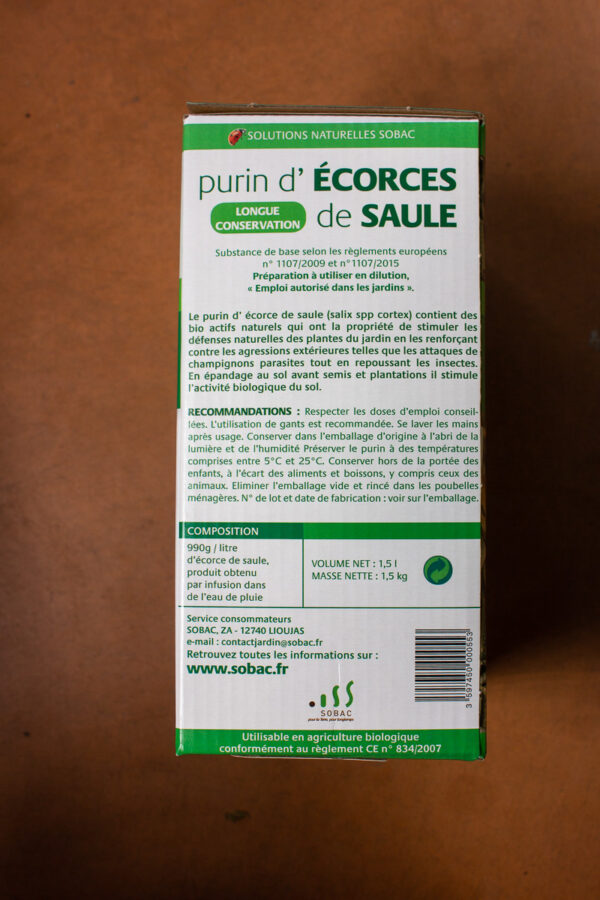 SOLUTIONS NATURELLES SOBAC
purin d' ÉCORCES
LONGUE
CONSERVATION
de SAULE
Substance de base selon les règlements européens
n° 1107/2009 et n°1107/2015
Préparation à utiliser en dilution,
« Emploi autorisé dans les jardins ».
Le purin d' écorce de saule (salix spp cortex) contient des
bio actifs naturels qui ont la propriété de stimuler les
défenses naturelles des plantes du jardin en les renforçant
contre les agressions extérieures telles que les attaques de
champignons parasites tout en repoussant les insectes.
En épandage au sol avant semis et plantations il stimule
l'activité biologique du sol.
RECOMMANDATIONS : Respecter les doses d'emploi conseil-
lées. L'utilisation de gants est recommandée. Se laver les mains
après usage. Conserver dans l'emballage d'origine à l'abri de la
lumière et de l'humidité Préserver le purin à des températures
comprises entre 5°C et 25°C. Conserver hors de la portée des
enfants, à l'écart des aliments et boissons, y compris ceux des
animaux. Eliminer l'emballage vide et rincé dans les poubelles
ménagères. N° de lot et date de fabrication : voir sur l'emballage.
COMPOSITION
990g / litre
d'écorce de saule,
produit obtenu
par infusion dans
de l'eau de pluie
VOLUME NET : 1,5 l
MASSE NETTE : 1,5 kg
Service consommateurs
SOBAC, ZA - 12740 LIOUJAS
e-mail : contactjardin@sobac.fr
Retrouvez toutes les informations sur :
www.sobac.fr
3 597450 000553
SOBAC
pour la Terre, pour longtemps
Utilisable en agriculture biologique
conformément au règlement CE n° 834/2007